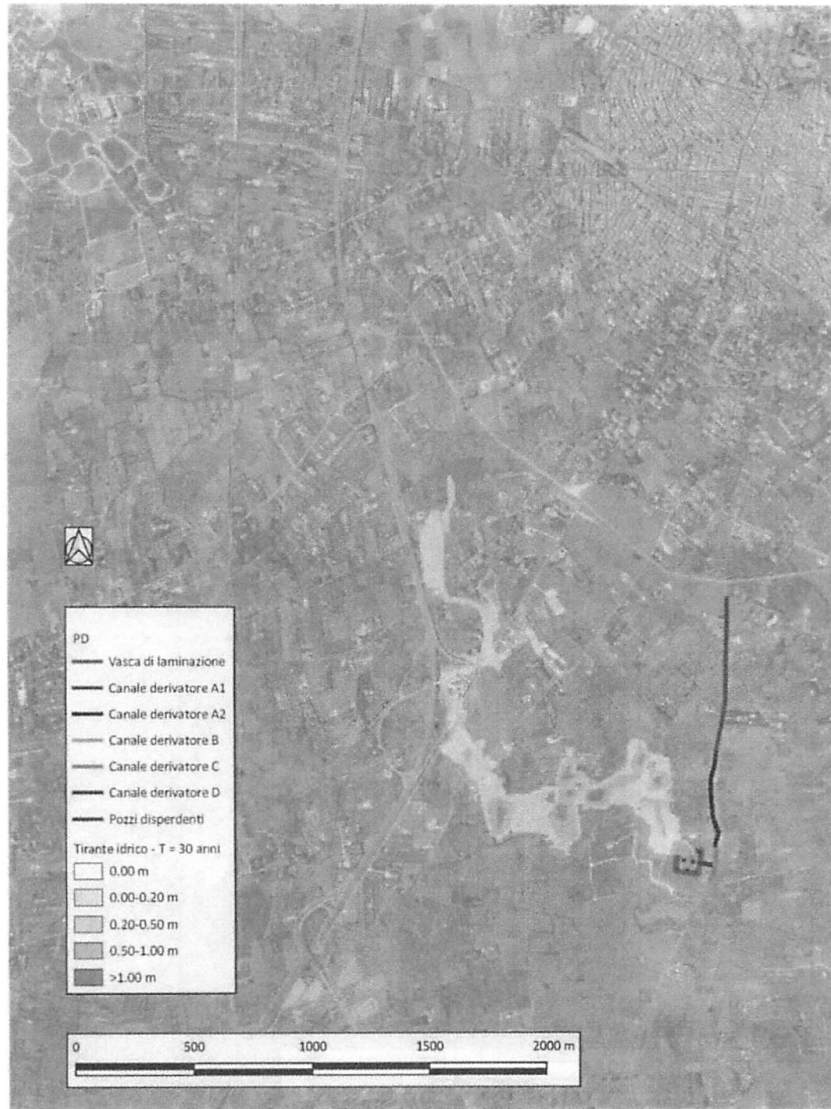 PD
Vasca di laminazione
Canale derivatore A1
Canale derivatore A2
Canale derivatore B
Canale derivatore C
Canale derivatore D
Pozzi disperdenti
Tirante idrico - T = 30 anni
0.00 m
0.00-0.20 m
0.20-0.50 m
0.50-1.00 m
>1.00 m
0 500 1000 1500 2000 m